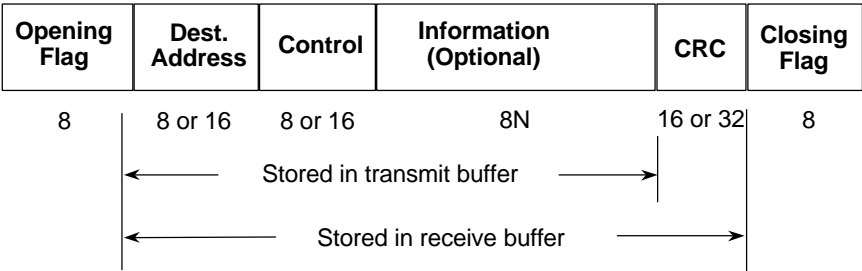 Opening Flag
Dest. Address
Control
Information (Optional)
CRC
Closing Flag
8
8 or 16
8 or 16
8N
16 or 32
8
Stored in transmit buffer
Stored in receive buffer